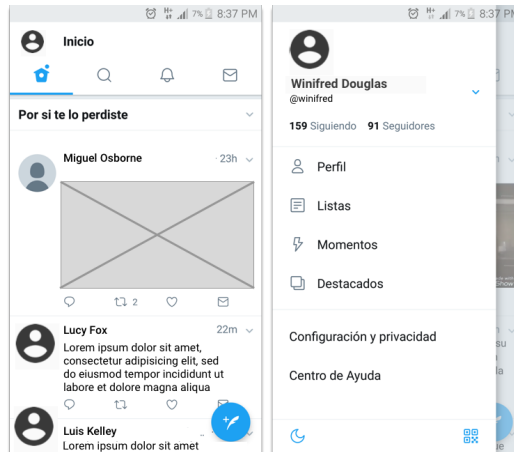 7% 8:37 PM
Inicio
Por si te lo perdiste
Miguel Osborne · 23h
2
Lucy Fox 22m
Lorem ipsum dolor sit amet,
consectetur adipisicing elit, sed
do eiusmod tempor incididunt ut
labore et dolore magna aliqua
Luis Kelley
Lorem ipsum dolor sit amet
H+ 7% 8:37 PM
Winifred Douglas
@winifred
159 Siguiendo 91 Seguidores
Perfil
Listas
Momentos
Destacados
Configuración y privacidad
Centro de Ayuda